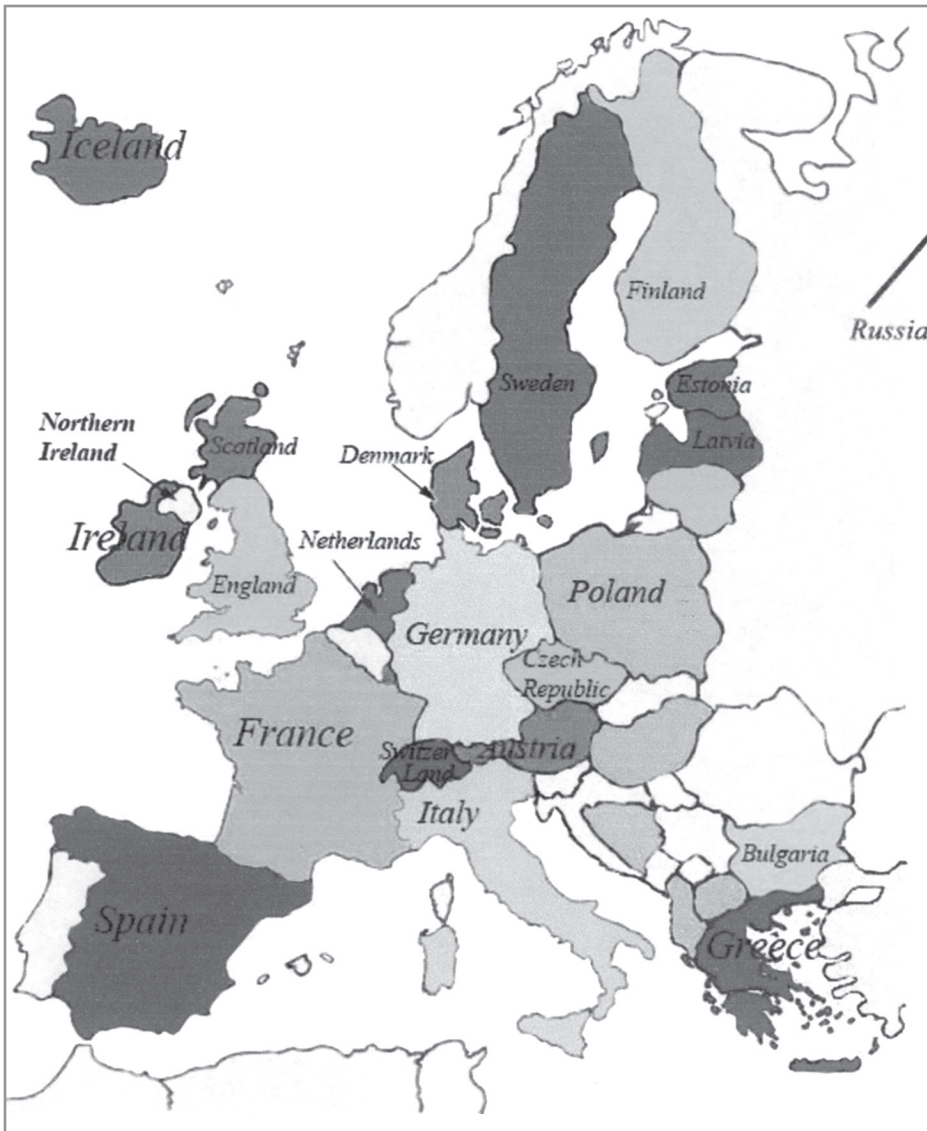 Iceland
Finland
Russia
Sweden
Estonia
Northern
Ireland
Scotland
Latvia
Denmark
Ireland
Netherlands
England
Poland
Germany
Czech
Republic
France
Switzer
Land
Austria
Italy
Bulgaria
Spain
Greece